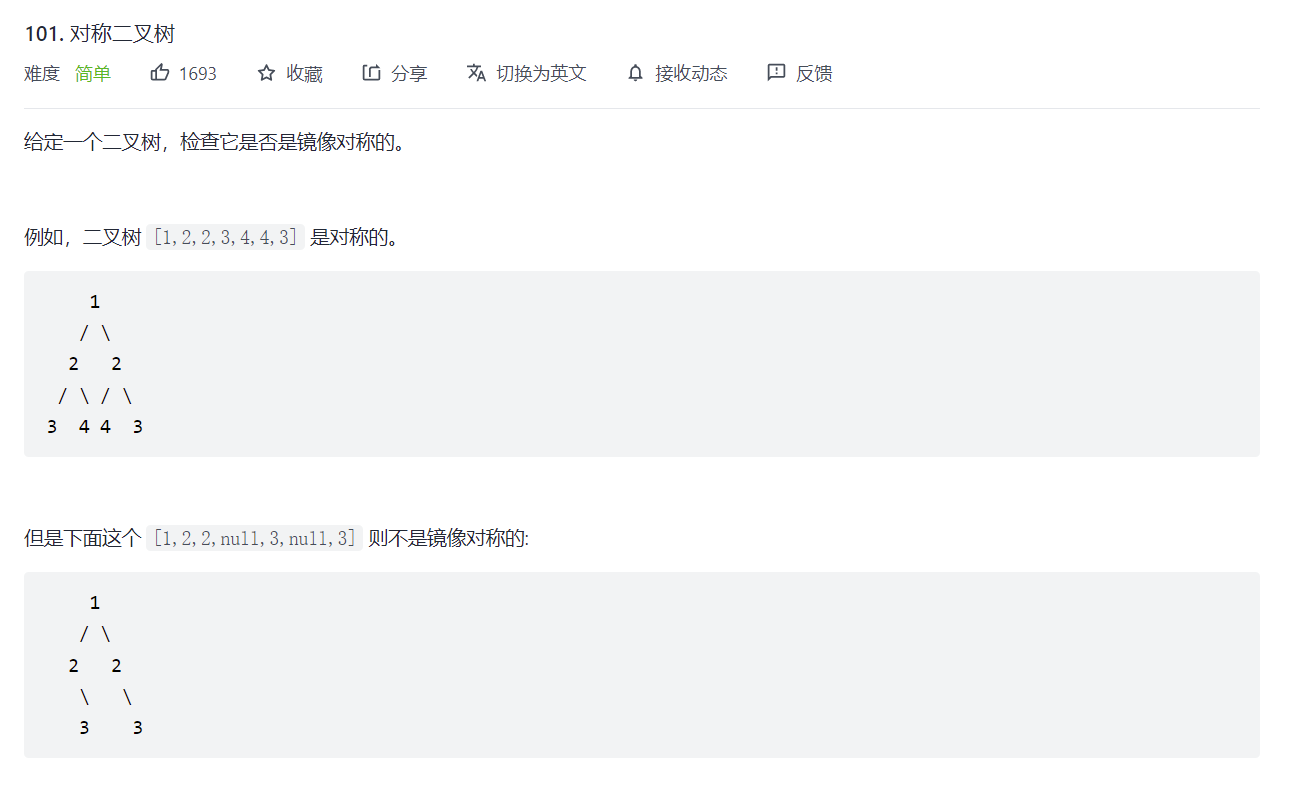 101. 对称二叉树
难度 简单 1693 收藏 分享 切换为英文 接收动态 反馈
给定一个二叉树，检查它是否是镜像对称的。
例如，二叉树 [1,2,2,3,4,4,3] 是对称的。
    1
   / \
  2   2
 / \ / \
3  4 4  3
但是下面这个 [1,2,2,null,3,null,3] 则不是镜像对称的:
    1
   / \
  2   2
   \   \
   3    3